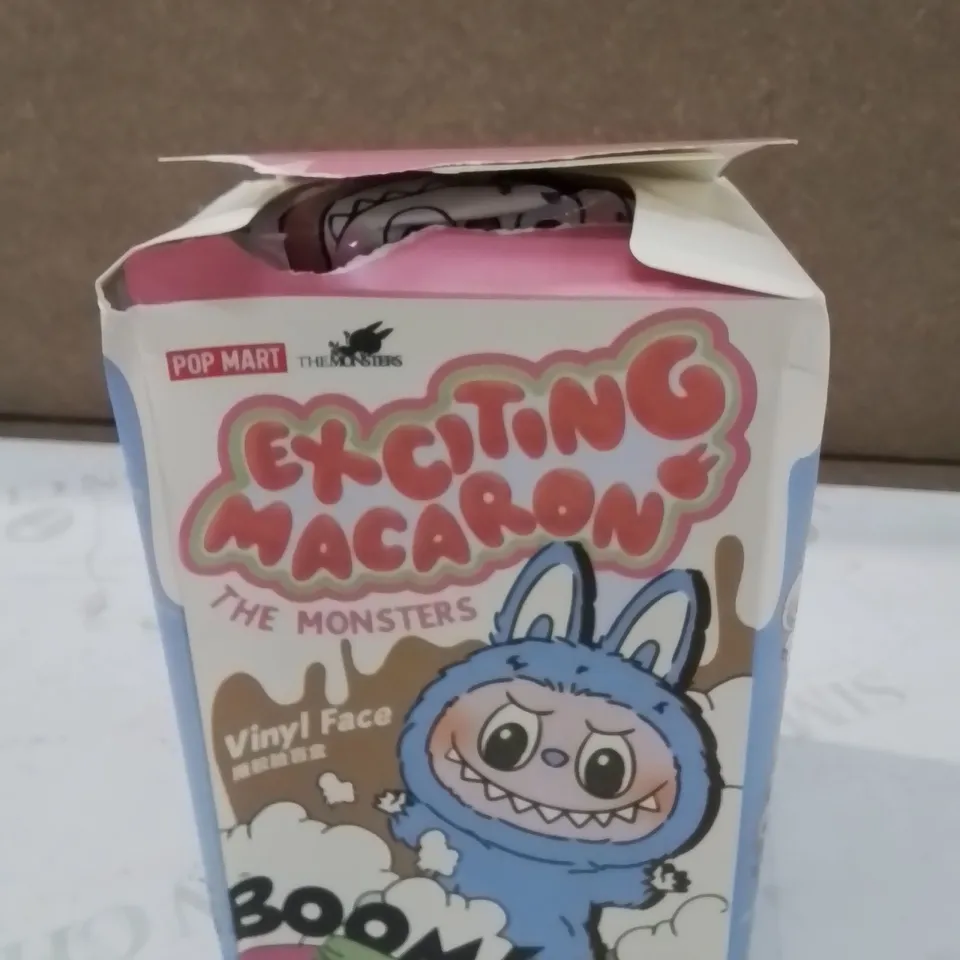 POP MART
THE MONSTERS
EXCITING
MACARON
THE MONSTERS
Vinyl Face
BOOM